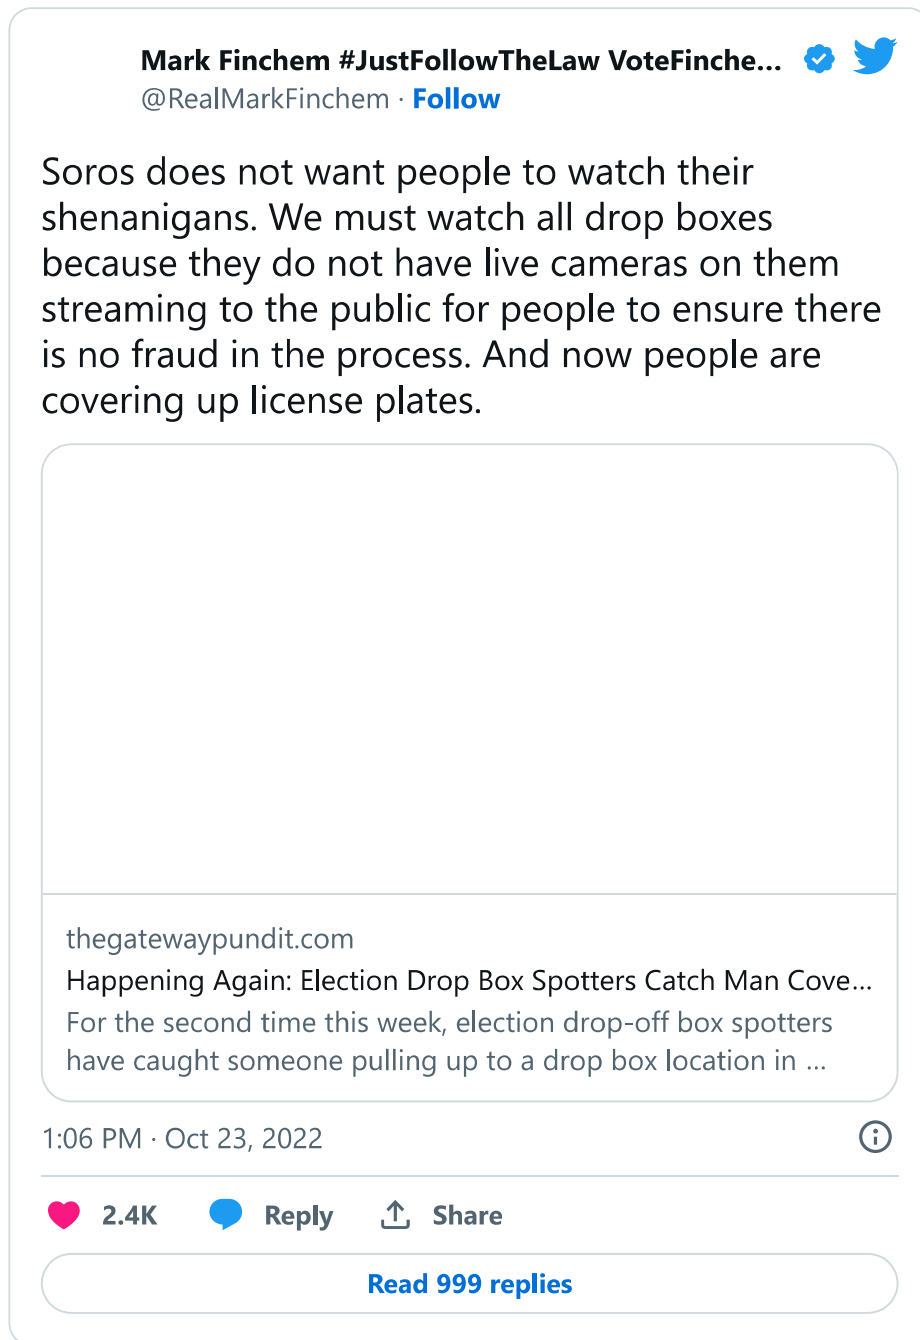 Mark Finchem #JustFollowTheLaw VoteFinche...
@RealMarkFinchem · Follow
Soros does not want people to watch their
shenanigans. We must watch all drop boxes
because they do not have live cameras on them
streaming to the public for people to ensure there
is no fraud in the process. And now people are
covering up license plates.
thegatewaypundit.com
Happening Again: Election Drop Box Spotters Catch Man Cove...
For the second time this week, election drop-off box spotters
have caught someone pulling up to a drop box location in ...
1:06 PM · Oct 23, 2022
2.4K Reply Share
Read 999 replies